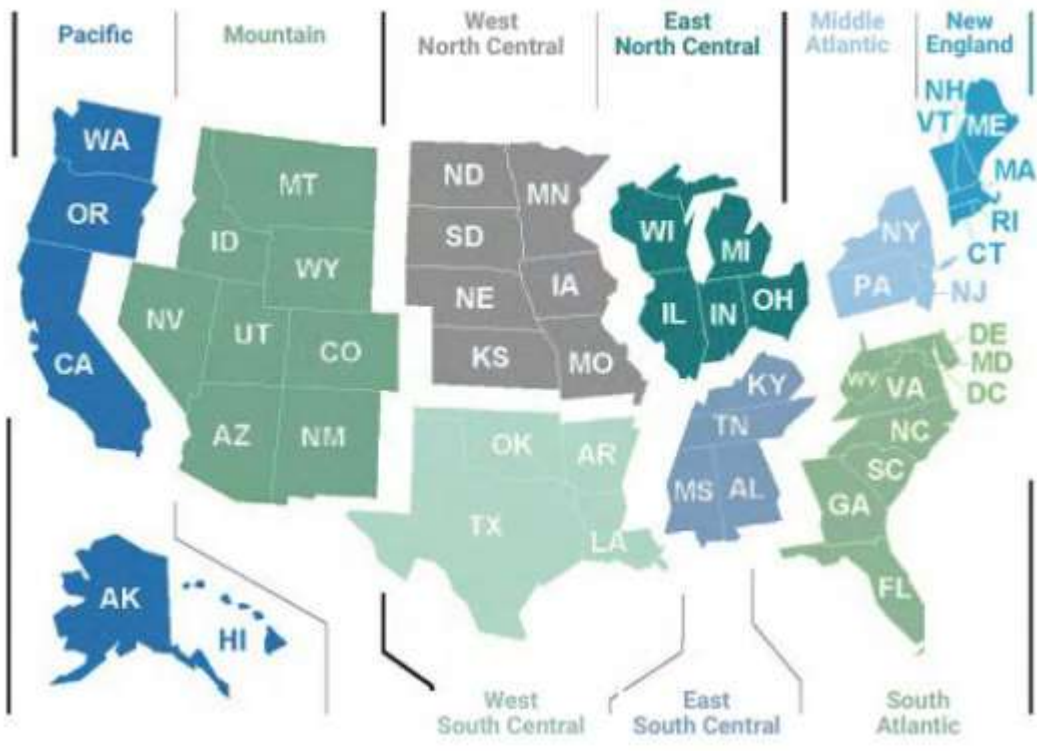 Pacific
Mountain
West
North Central
East
North Central
Middle
Atlantic
New
England
WA
OR
CA
MT
ID
WY
NV
UT
CO
AZ
NM
ND
SD
NE
KS
MN
IA
MO
WI
MI
IL
IN
OH
NH
VT
ME
MA
RI
CT
NY
PA
NJ
DE
MD
DC
WV
VA
NC
SC
GA
FL
KY
TN
MS
AL
OK
AR
TX
LA
AK
HI
West
South Central
East
South Central
South
Atlantic